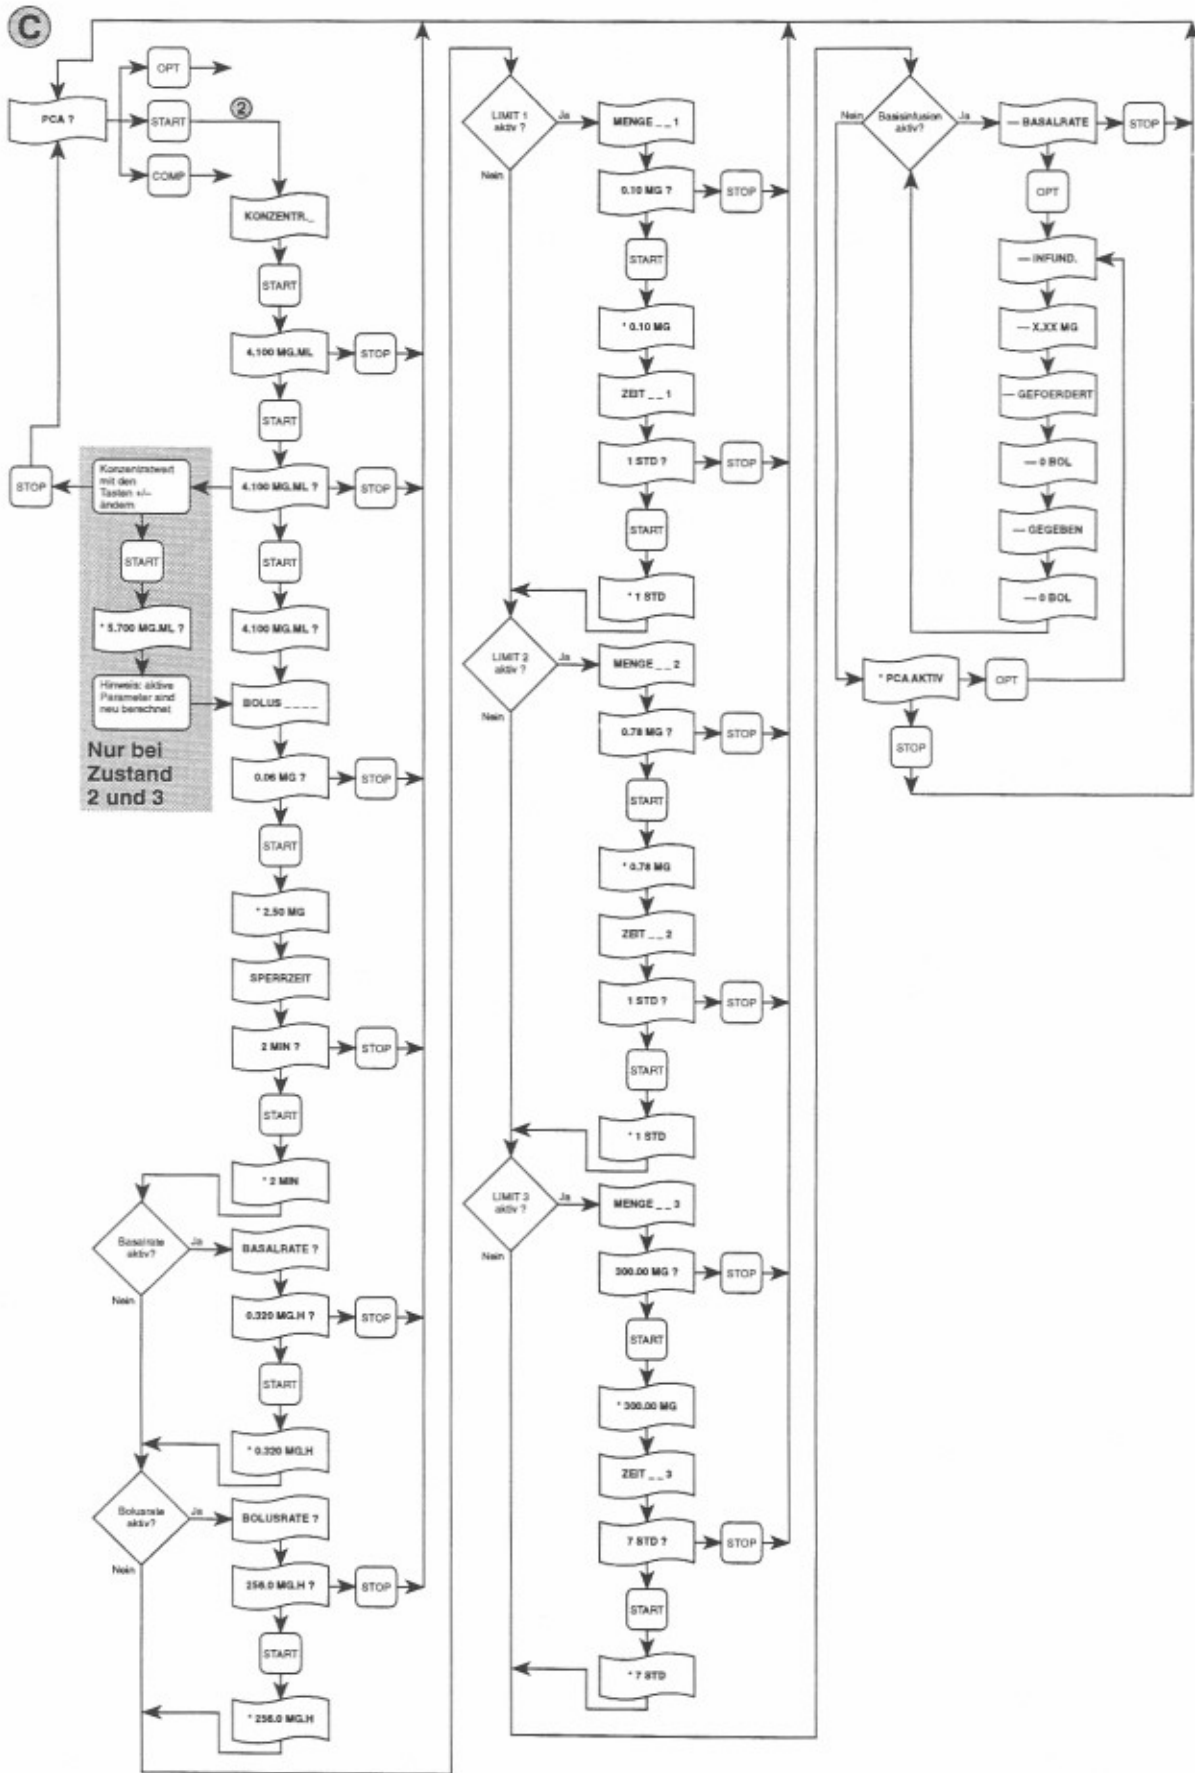 C
PCA ?
OPT
START
2
COMP
KONZENTR._
START
4.100 MG.ML
STOP
START
4.100 MG.ML ?
STOP
Konzentratwert
mit den
Tasten +/–
ändern
STOP
START
START
* 5.700 MG.ML ?
4.100 MG.ML ?
Hinweis: aktive
Parameter sind
neu berechnet
BOLUS_ _ _ _
Nur bei
Zustand
2 und 3
0.06 MG ?
STOP
START
* 2.50 MG
SPERRZEIT
2 MIN ?
STOP
START
* 2 MIN
Basalrate
aktiv?
Ja
BASALRATE ?
Nein
0.320 MG.H ?
STOP
START
* 0.320 MG.H
Bolusrate
aktiv?
Ja
BOLUSRATE ?
Nein
256.0 MG.H ?
STOP
START
* 256.0 MG.H
LIMIT 1
aktiv ?
Ja
MENGE _ _ 1
Nein
0.10 MG ?
STOP
START
* 0.10 MG
ZEIT _ _ 1
1 STD ?
STOP
START
* 1 STD
LIMIT 2
aktiv ?
Ja
MENGE _ _ 2
Nein
0.78 MG ?
STOP
START
* 0.78 MG
ZEIT _ _ 2
1 STD ?
STOP
START
* 1 STD
LIMIT 3
aktiv ?
Ja
MENGE _ _ 3
Nein
300.00 MG ?
STOP
START
* 300.00 MG
ZEIT _ _ 3
7 STD ?
STOP
START
* 7 STD
Nein
Basisinfusion
aktiv?
Ja
— BASALRATE
STOP
OPT
— INFUND.
— X.XX MG
— GEFOERDERT
— 0 BOL
— GEGEBEN
— 0 BOL
* PCA AKTIV
OPT
STOP